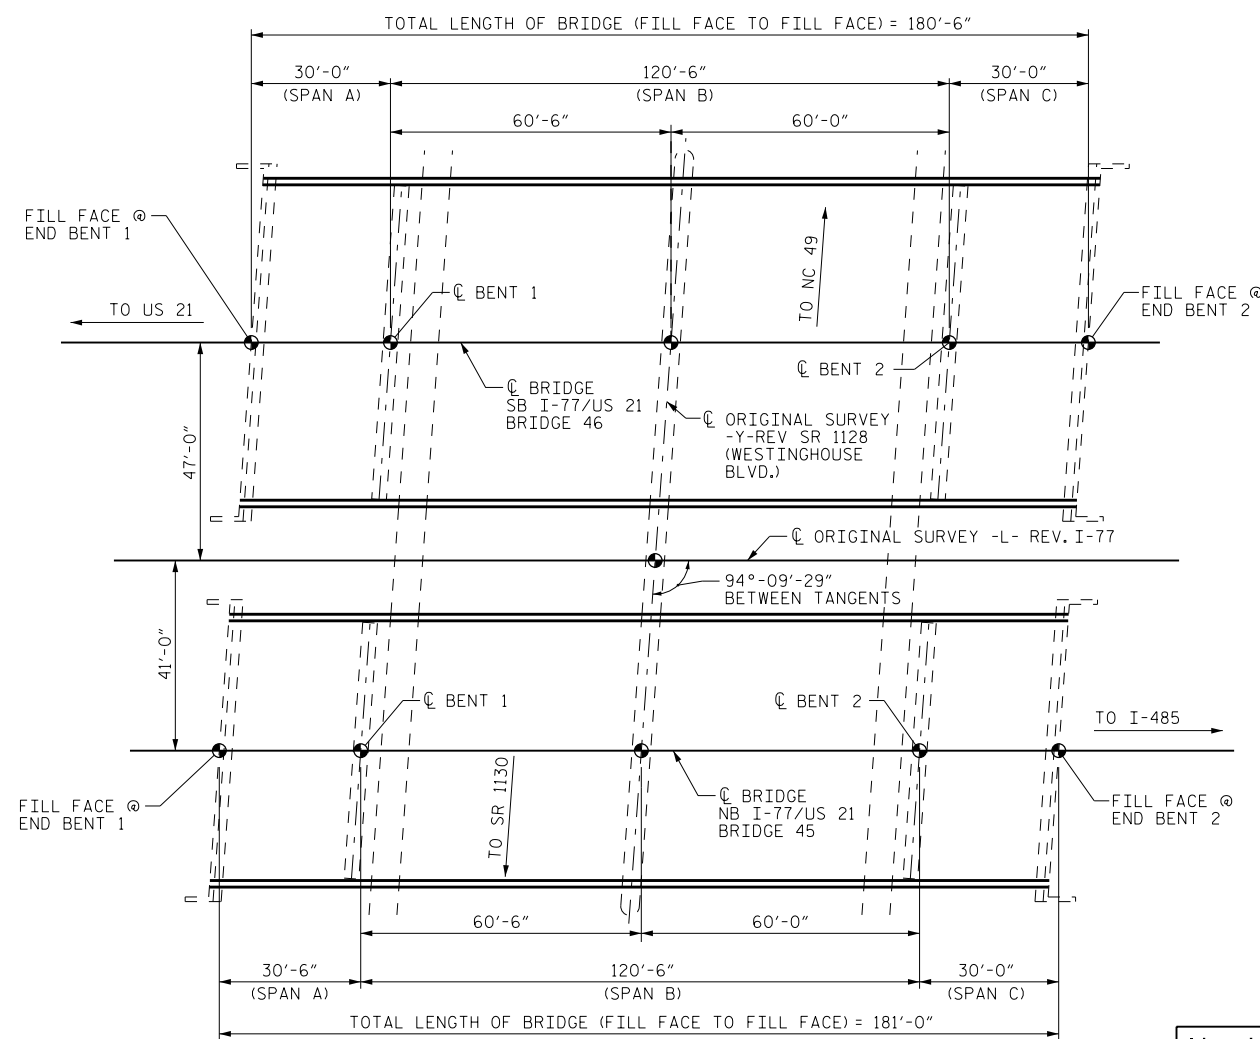 TOTAL LENGTH OF BRIDGE (FILL FACE TO FILL FACE) = 180'-6"
30'-0"
(SPAN A)
120'-6"
(SPAN B)
30'-0"
(SPAN C)
60'-6"
60'-0"
FILL FACE @
END BENT 1
TO US 21
℄ BENT 1
TO NC 49
FILL FACE @
END BENT 2
℄ BENT 2
℄ BRIDGE
SB I-77/US 21
BRIDGE 46
℄ ORIGINAL SURVEY
-Y-REV SR 1128
(WESTINGHOUSE
BLVD.)
47'-0"
℄ ORIGINAL SURVEY -L- REV. I-77
94°-09'-29"
BETWEEN TANGENTS
41'-0"
℄ BENT 1
℄ BENT 2
TO I-485
FILL FACE @
END BENT 1
TO SR 1130
℄ BRIDGE
NB I-77/US 21
BRIDGE 45
FILL FACE @
END BENT 2
60'-6"
60'-0"
30'-6"
(SPAN A)
120'-6"
(SPAN B)
30'-0"
(SPAN C)
TOTAL LENGTH OF BRIDGE (FILL FACE TO FILL FACE) = 181'-0"